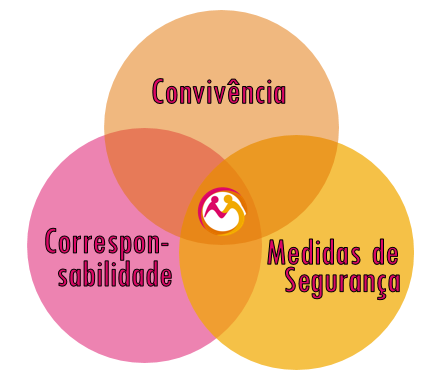 Convivência
Correspon-
sabilidade
Medidas de
Segurança